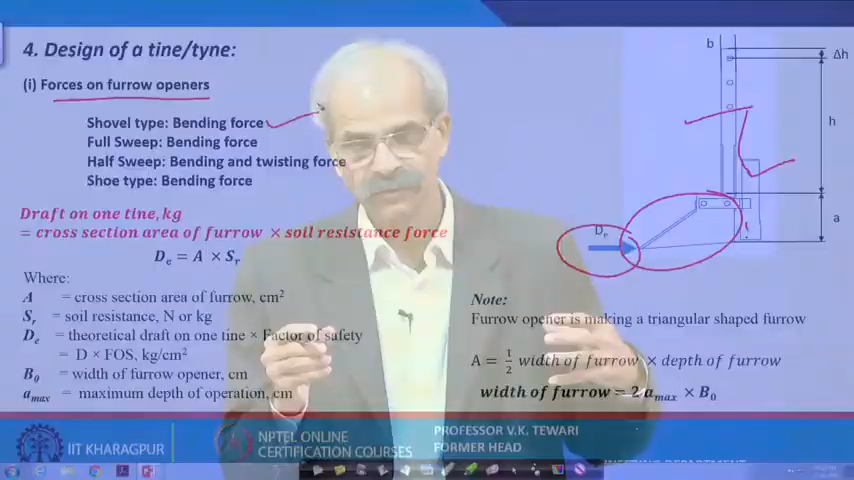 4. Design of a tine/tyne:
(i) Forces on furrow openers
Shovel type: Bending force
Full Sweep: Bending force
Half Sweep: Bending and twisting force
Shoe type: Bending force
Draft on one tine, kg
= cross section area of furrow × soil resistance force
De = A × Sr
Where:
A = cross section area of furrow, cm2
Sr = soil resistance, N or kg
De = theoretical draft on one tine × Factor of safety
= D × FOS, kg/cm2
B0 = width of furrow opener, cm
amax = maximum depth of operation, cm
b
Δh
h
a
De
Note:
Furrow opener is making a triangular shaped furrow
A = 1/2 width of furrow × depth of furrow
width of furrow = 2 amax × B0
IIT KHARAGPUR
NPTEL ONLINE
CERTIFICATION COURSES
PROFESSOR V.K. TEWARI
FORMER HEAD